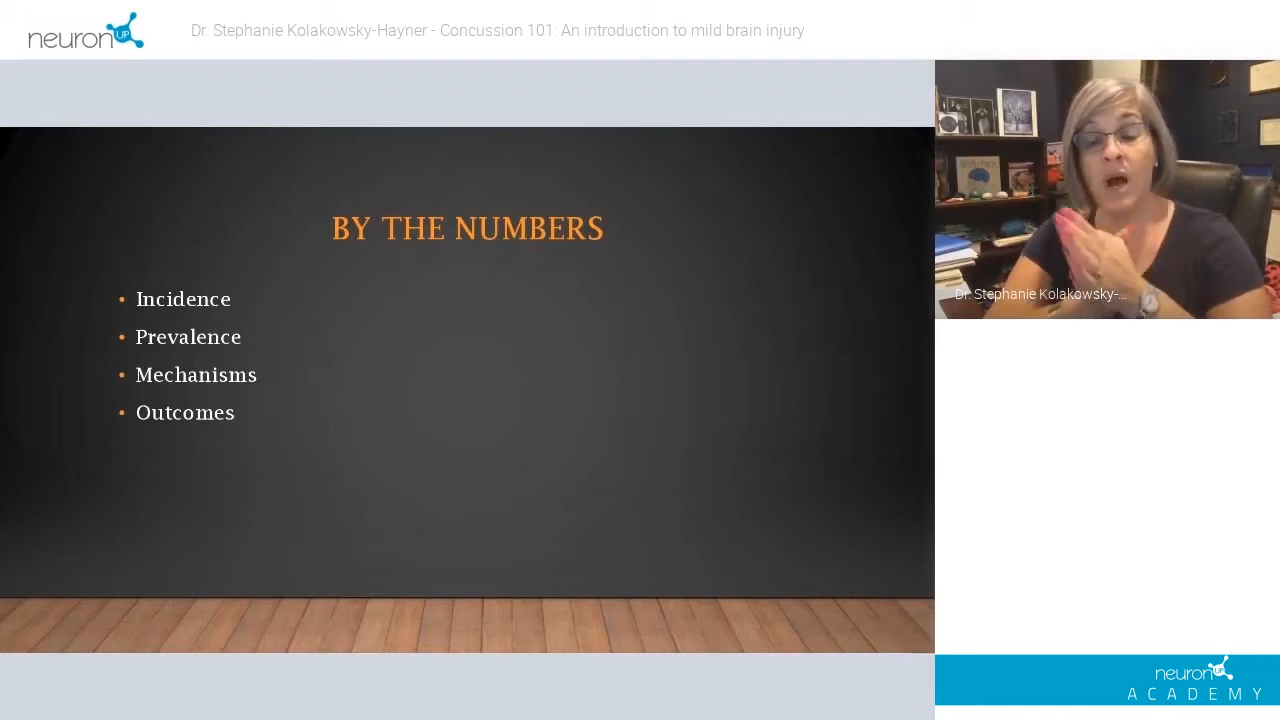 neuron UP
Dr. Stephanie Kolakowsky-Hayner - Concussion 101: An introduction to mild brain injury
BY THE NUMBERS
• Incidence
• Prevalence
• Mechanisms
• Outcomes
Dr. Stephanie Kolakowsky-...
neuron UP
ACADEMY